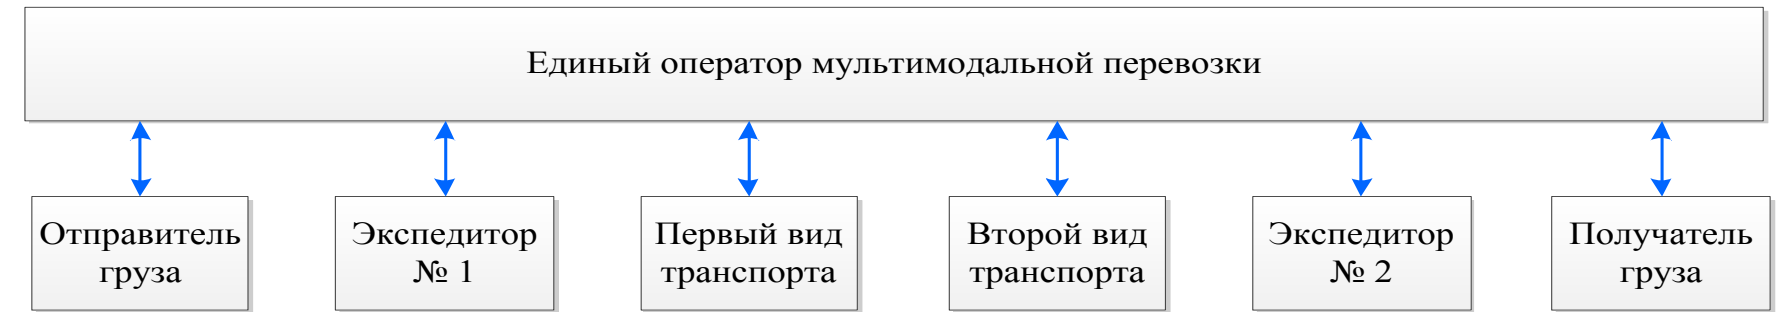 Единый оператор мультимодальной перевозки
Отправитель
груза
Экспедитор
№ 1
Первый вид
транспорта
Второй вид
транспорта
Экспедитор
№ 2
Получатель
груза